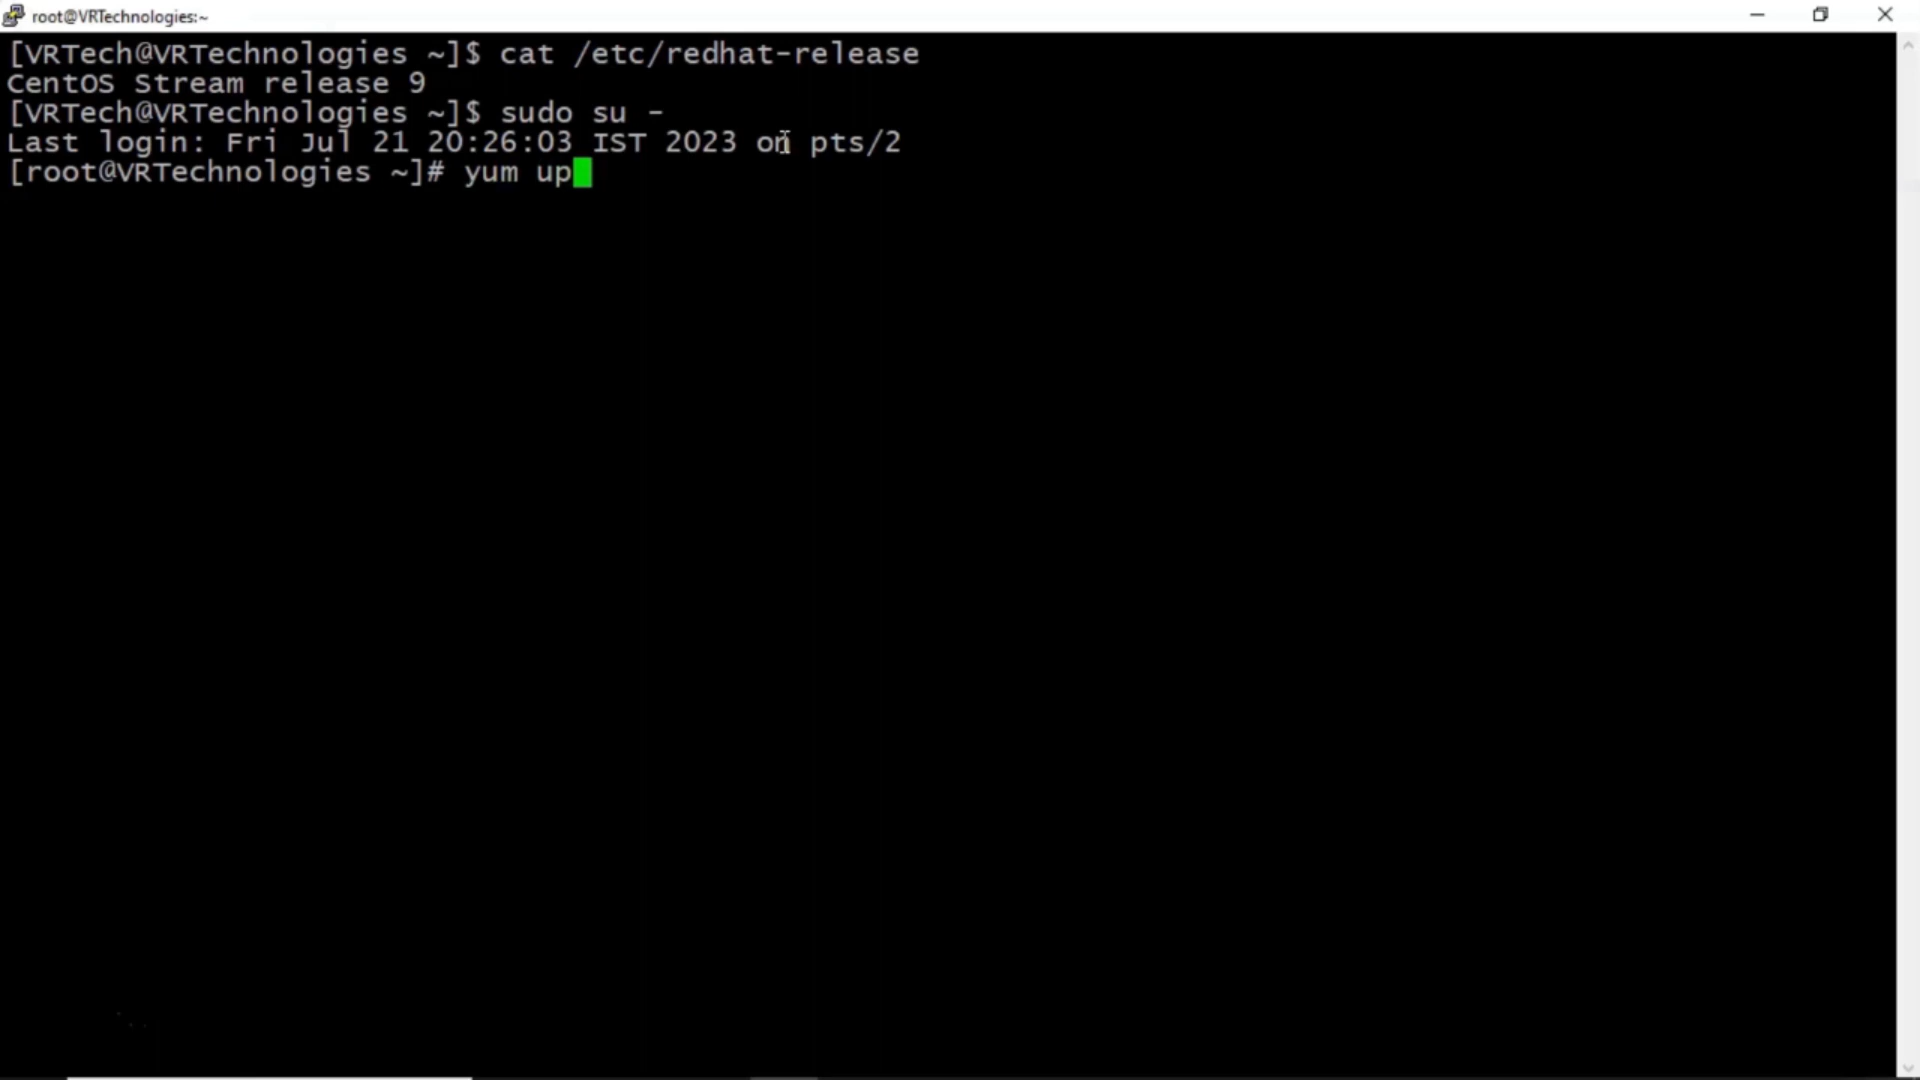 root@VRTechnologies:~
[VRTech@VRTechnologies ~]$ cat /etc/redhat-release
CentOS Stream release 9
[VRTech@VRTechnologies ~]$ sudo su -
Last login: Fri Jul 21 20:26:03 IST 2023 on pts/2
[root@VRTechnologies ~]# yum up